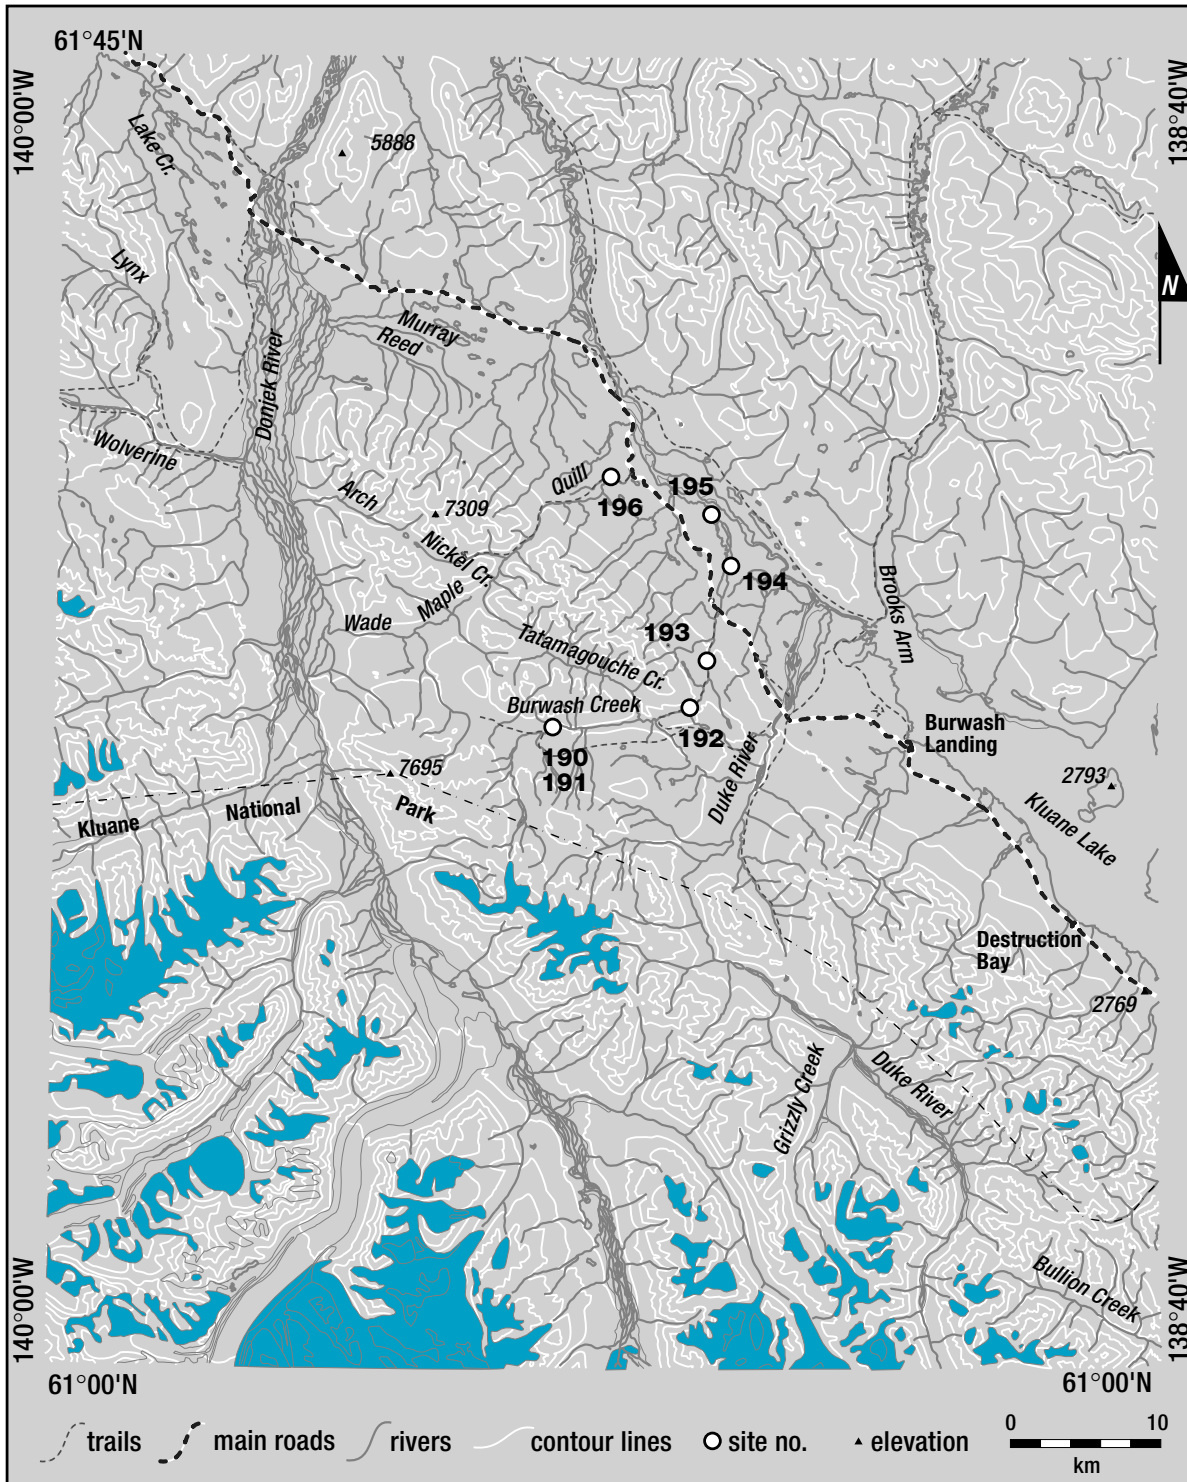 61°45'N
140°00'W
138°40'W
Lake Cr.
5888
Lynx
N
Murray
Reed
Donjek River
Wolverine
Quill
195
196
Arch
7309
Nickel Cr.
194
Brooks Arm
Maple
Wade
193
Tatamagouche Cr.
Burwash Creek
192
Burwash
Landing
190
191
7695
Duke River
2793
Kluane National Park
Kluane Lake
Destruction
Bay
2769
Grizzly Creek
Duke River
Bullion Creek
140°00'W
138°40'W
61°00'N
61°00'N
trails
main roads
rivers
contour lines
site no.
elevation
0 10
km